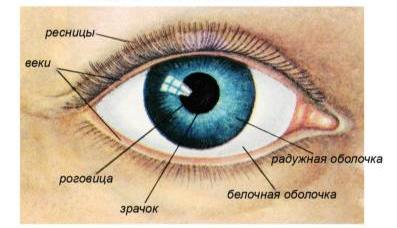 ресницы
веки
радужная оболочка
роговица
белочная оболочка
зрачок